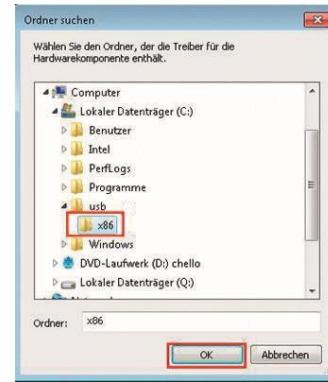 Ordner suchen
Wählen Sie den Ordner, der die Treiber für die
Hardwarekomponente enthält.
Computer
Lokaler Datenträger (C:)
Benutzer
Intel
PerfLogs
Programme
usb
x86
Windows
DVD-Laufwerk (D:) chello
Lokaler Datenträger (Q:)
Ordner: x86
OK Abbrechen